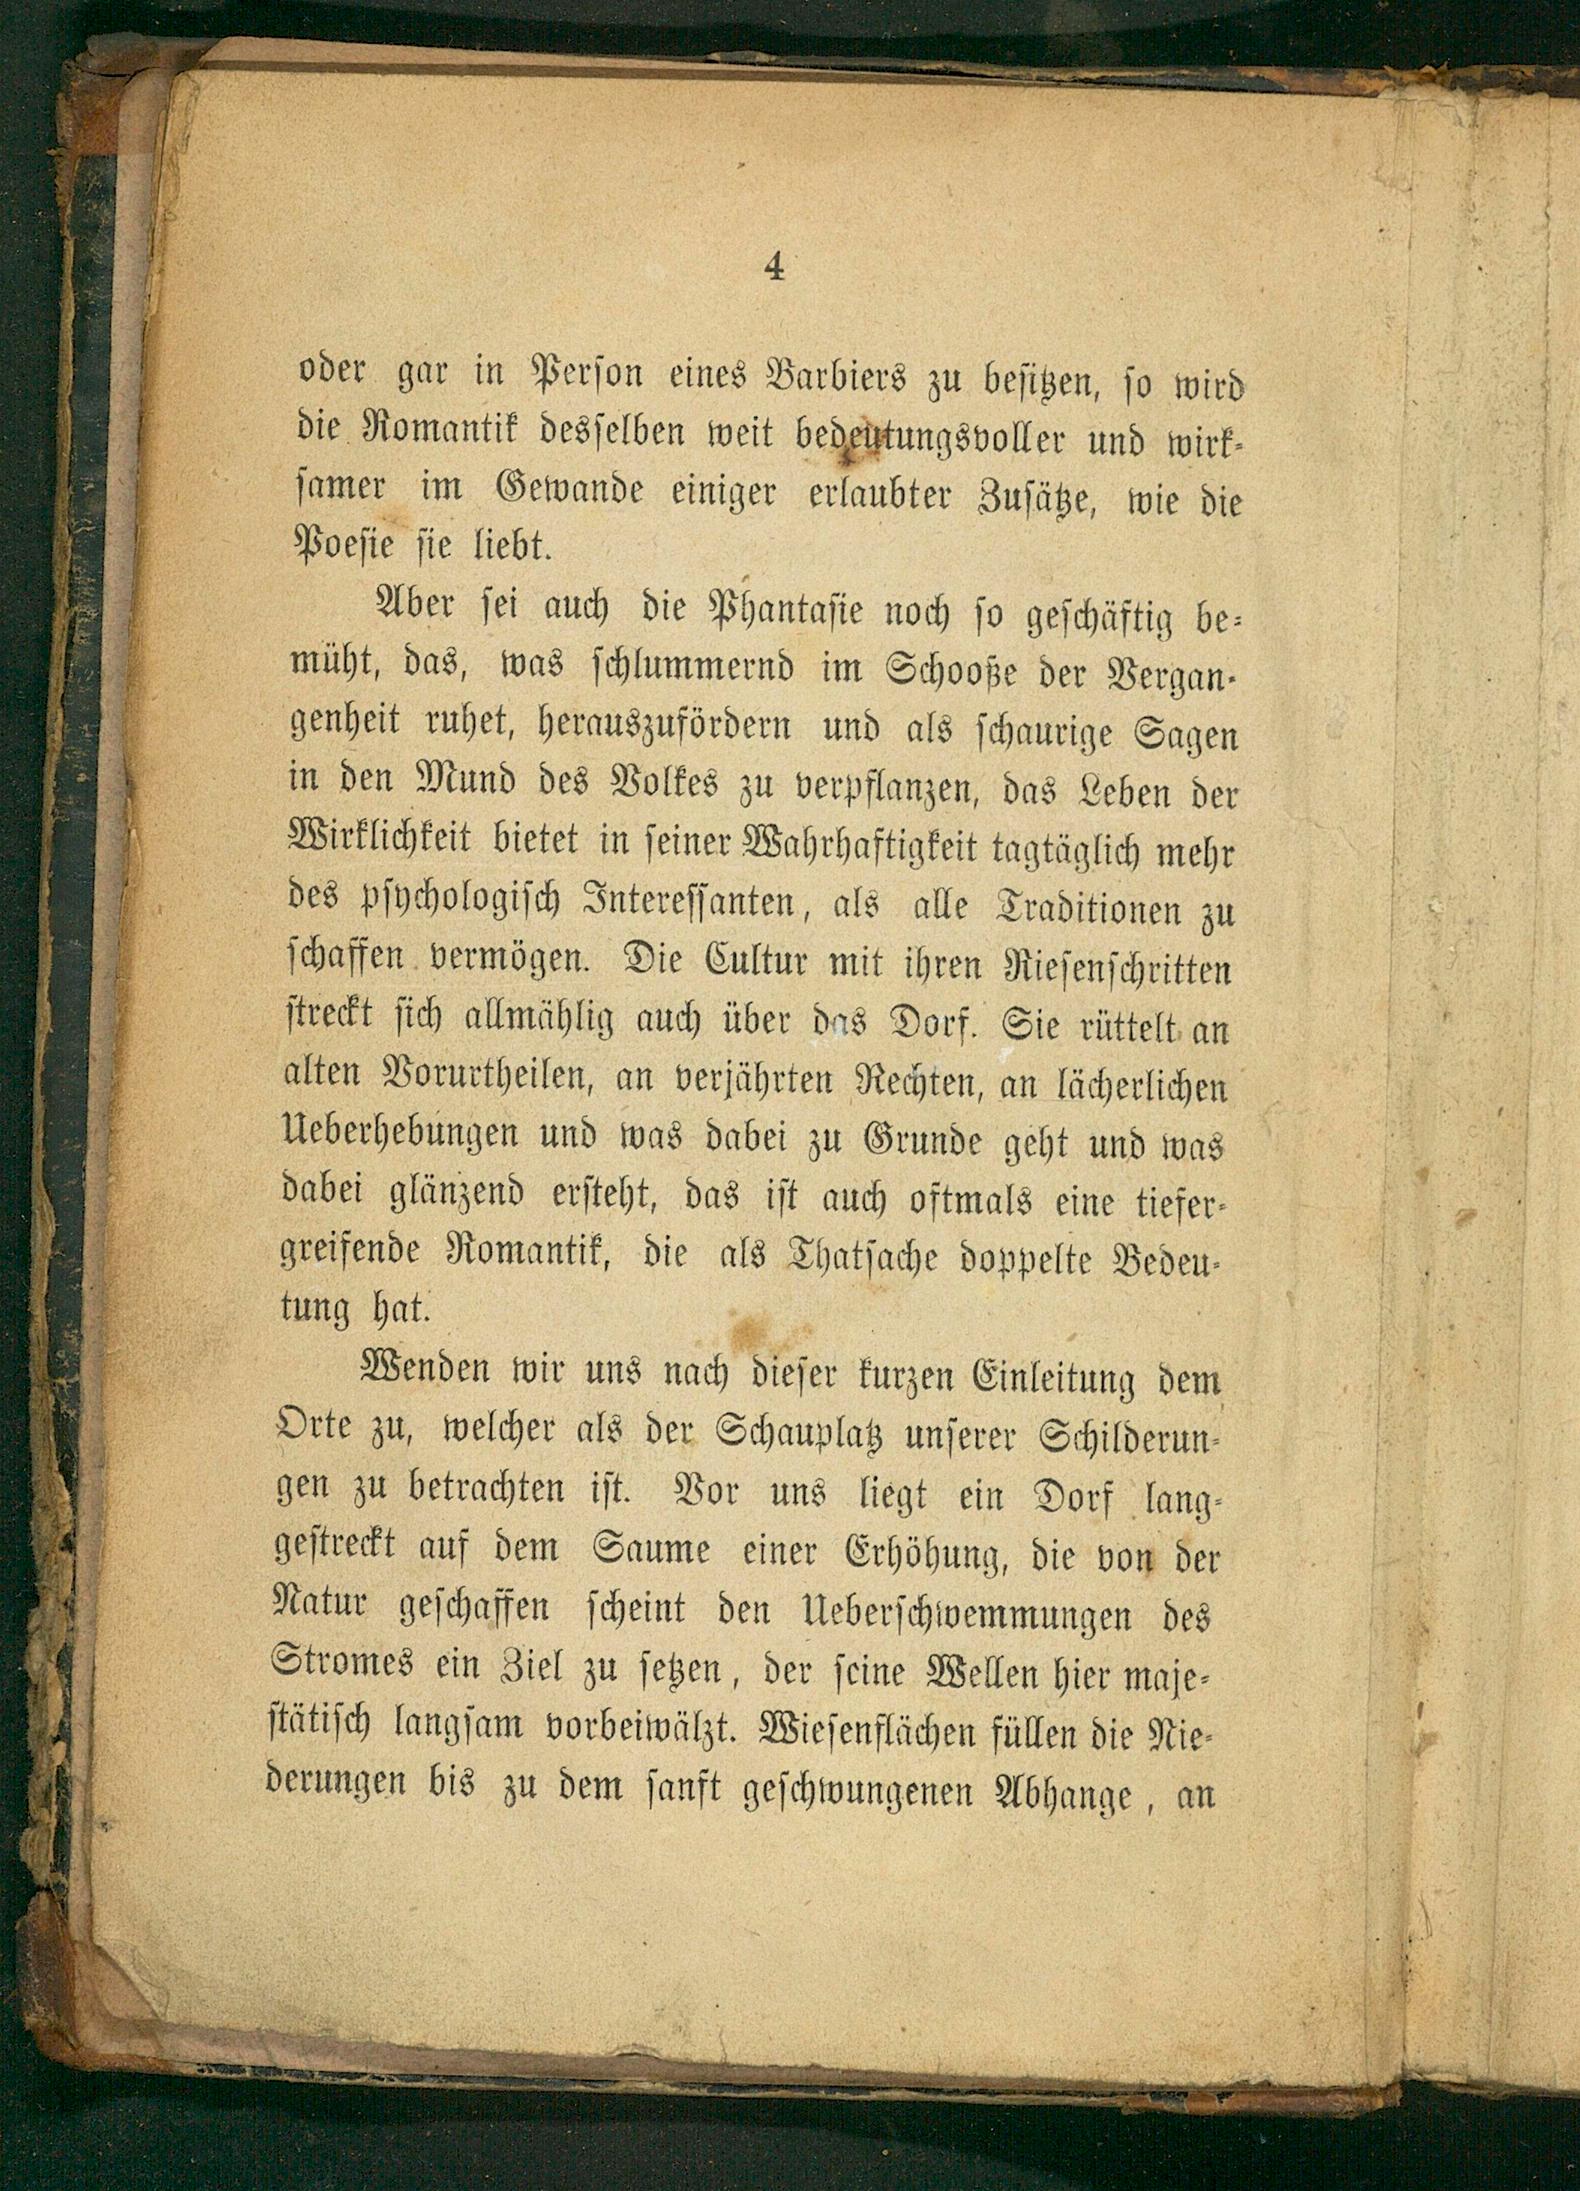 4
oder gar in Person eines Barbiers zu besitzen, so wird
die Romantik desselben weit bedeutungsvoller und wirk-
samer im Gewande einiger erlaubter Zusätze, wie die
Poesie sie liebt.
Aber sei auch die Phantasie noch so geschäftig be-
müht, das, was schlummernd im Schooße der Vergan-
genheit ruhet, herauszufördern und als schaurige Sagen
in den Mund des Volkes zu verpflanzen, das Leben der
Wirklichkeit bietet in seiner Wahrhaftigkeit tagtäglich mehr
des psychologisch Interessanten, als alle Traditionen zu
schaffen vermögen. Die Cultur mit ihren Riesenschritten
streckt sich allmählig auch über das Dorf. Sie rüttelt an
alten Vorurtheilen, an verjährten Rechten, an lächerlichen
Ueberhebungen und was dabei zu Grunde geht und was
dabei glänzend ersteht, das ist auch oftmals eine tiefer-
greifende Romantik, die als Thatsache doppelte Bedeu-
tung hat.
Wenden wir uns nach dieser kurzen Einleitung dem
Orte zu, welcher als der Schauplatz unserer Schilderun-
gen zu betrachten ist. Vor uns liegt ein Dorf lang-
gestreckt auf dem Saume einer Erhöhung, die von der
Natur geschaffen scheint den Ueberschwemmungen des
Stromes ein Ziel zu setzen, der seine Wellen hier maje-
stätisch langsam vorbeiwälzt. Wiesenflächen füllen die Nie-
derungen bis zu dem sanft geschwungenen Abhange, an